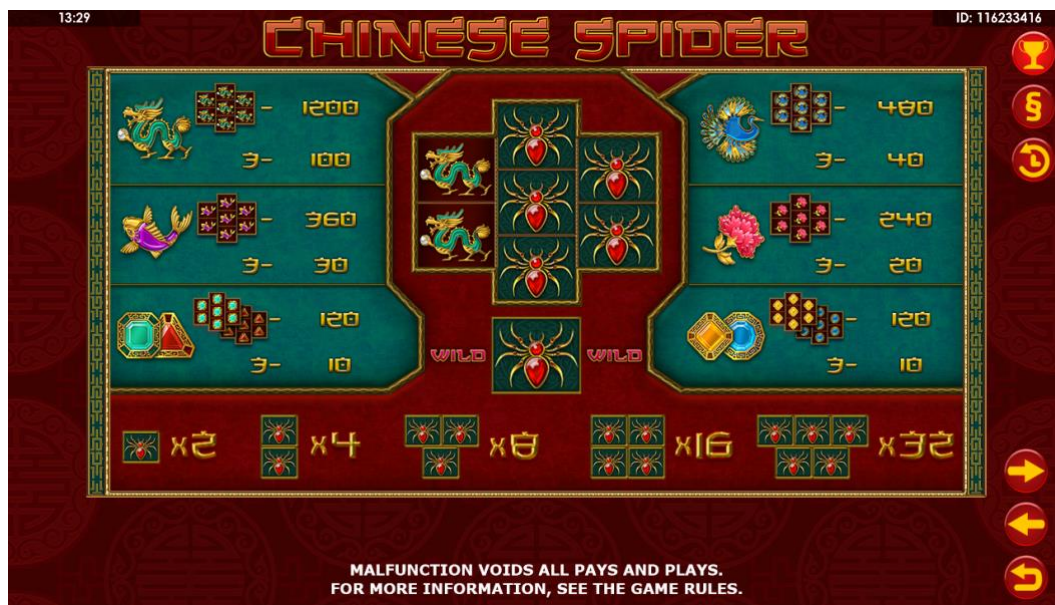 13:29
ID: 116233416
CHINESE SPIDER
- 1200
3- 100
- 480
3- 40
- 360
3- 30
- 240
3- 20
- 120
3- 10
- 120
3- 10
WILD WILD
x2 x4 x8 x16 x32
§
MALFUNCTION VOIDS ALL PAYS AND PLAYS.
FOR MORE INFORMATION, SEE THE GAME RULES.